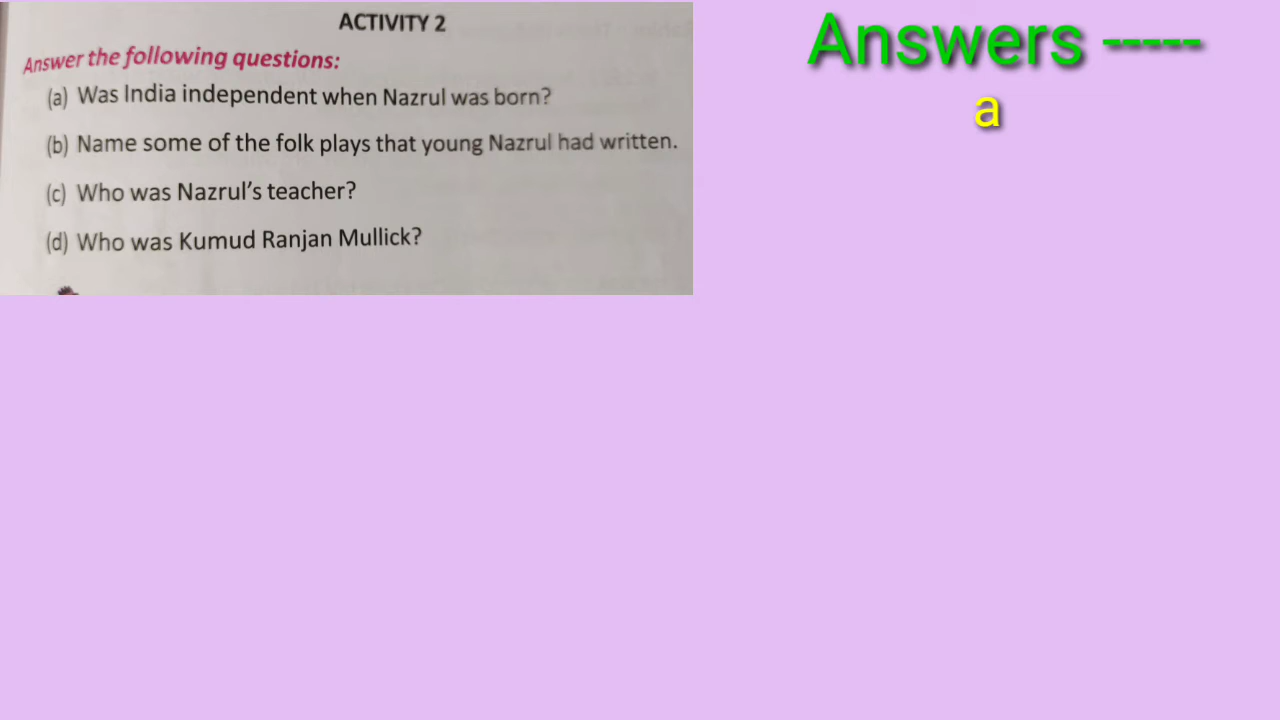 ACTIVITY 2
Answer the following questions:
(a) Was India independent when Nazrul was born?
(b) Name some of the folk plays that young Nazrul had written.
(c) Who was Nazrul's teacher?
(d) Who was Kumud Ranjan Mullick?
Answers -----
a